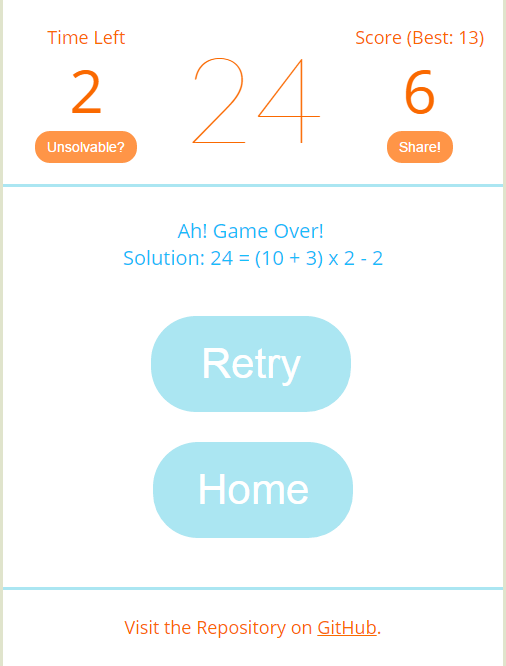 Time Left
2
Unsolvable?
24
Score (Best: 13)
6
Share!
Ah! Game Over!
Solution: 24 = (10 + 3) x 2 - 2
Retry
Home
Visit the Repository on GitHub.